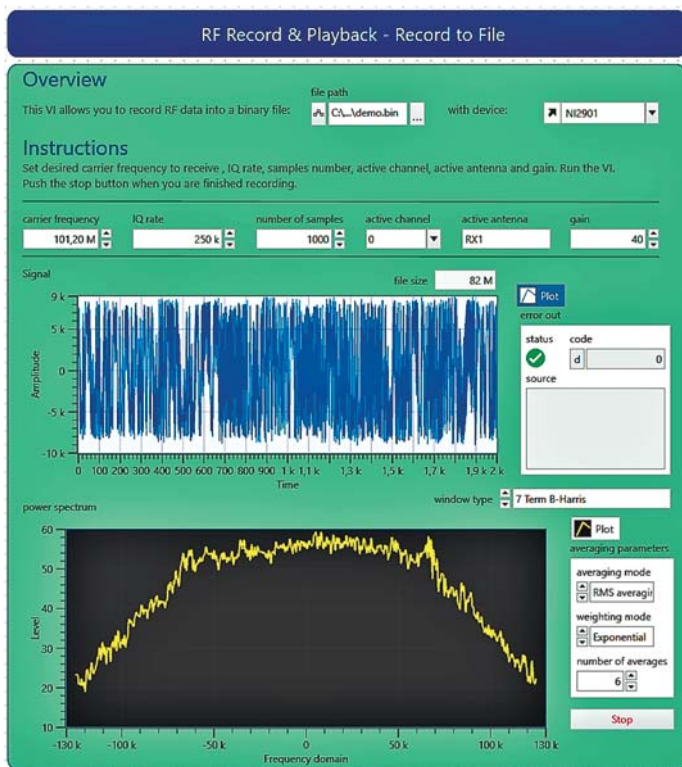 RF Record & Playback - Record to File
Overview
file path
This VI allows you to record RF data into a binary file:
C:\...\demo.bin
...
with device:
NI2901
Instructions
Set desired carrier frequency to receive , IQ rate, samples number, active channel, active antenna and gain. Run the VI.
Push the stop button when you are finished recording.
carrier frequency
IQ rate
number of samples
active channel
active antenna
gain
101,20 M
250 k
1000
0
RX1
40
Signal
file size
82 M
Plot
error out
status
code
d
0
source
9 k
5 k
0
-5 k
-10 k
Amplitude
0 100 200 300 400 500 600 700 800 900 1 k 1,1 k 1,3 k 1,5 k 1,7 k 1,9 k 2 k
Time
window type
7 Term B-Harris
power spectrum
Plot
averaging parameters
averaging mode
RMS averagin
weighting mode
Exponential
number of averages
6
Stop
60
50
40
30
20
10
Level
-130 k -100 k -50 k 0 50 k 100 k 130 k
Frequency domain